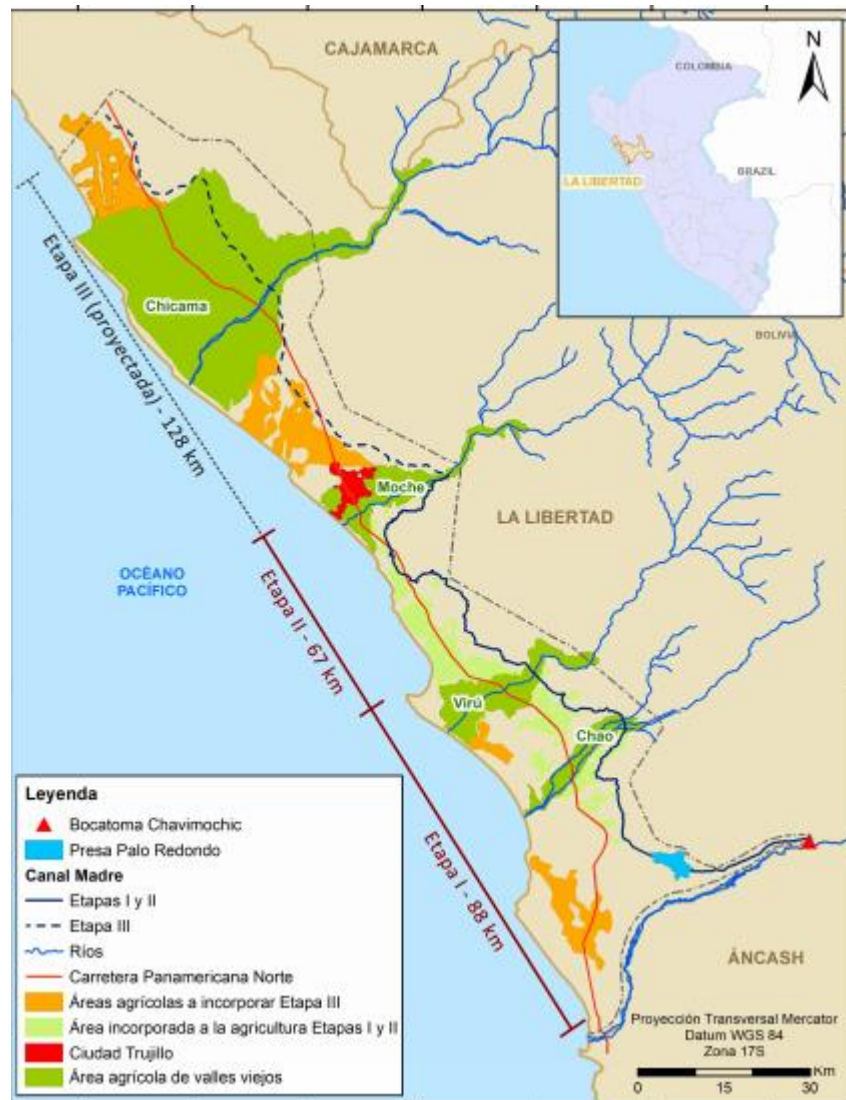 CAJAMARCA
N
COLOMBIA
BRAZIL
LA LIBERTAD
BOLIVIA
Chicama
Etapa III (proyectada) - 128 km
Moche
LA LIBERTAD
OCÉANO
PACÍFICO
Etapa II - 67 km
Virú
Chao
Etapa I - 88 km
ÁNCASH
Leyenda
Bocatoma Chavimochic
Presa Palo Redondo
Canal Madre
Etapas I y II
Etapa III
Ríos
Carretera Panamericana Norte
Áreas agrícolas a incorporar Etapa III
Área incorporada a la agricultura Etapas I y II
Ciudad Trujillo
Área agrícola de valles viejos
Proyección Transversal Mercator
Datum WGS 84
Zona 17S
Km
0 15 30